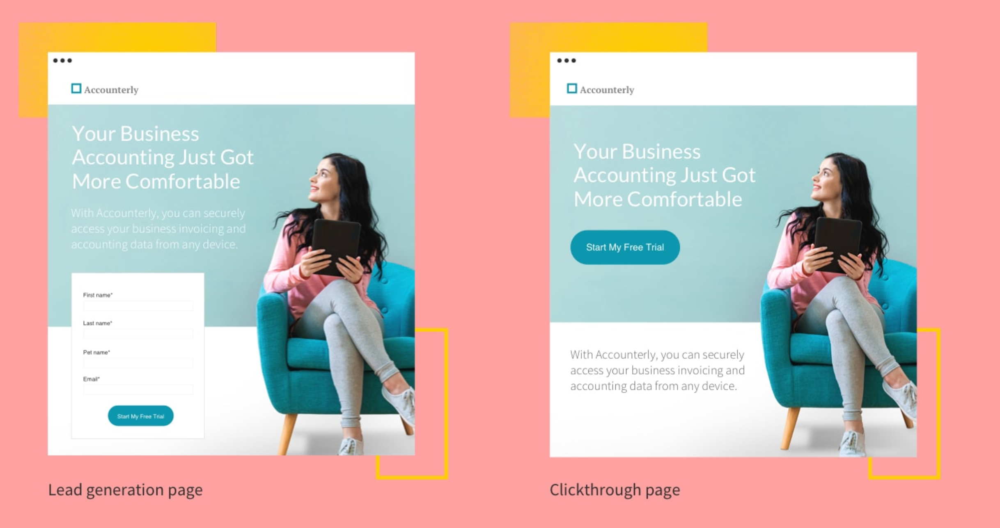 Accounterly
Your Business
Accounting Just Got
More Comfortable
With Accounterly, you can securely
access your business invoicing and
accounting data from any device.
First name*
Last name*
Pet name*
Email*
Start My Free Trial
Lead generation page
Accounterly
Your Business
Accounting Just Got
More Comfortable
Start My Free Trial
With Accounterly, you can securely
access your business invoicing and
accounting data from any device.
Clickthrough page